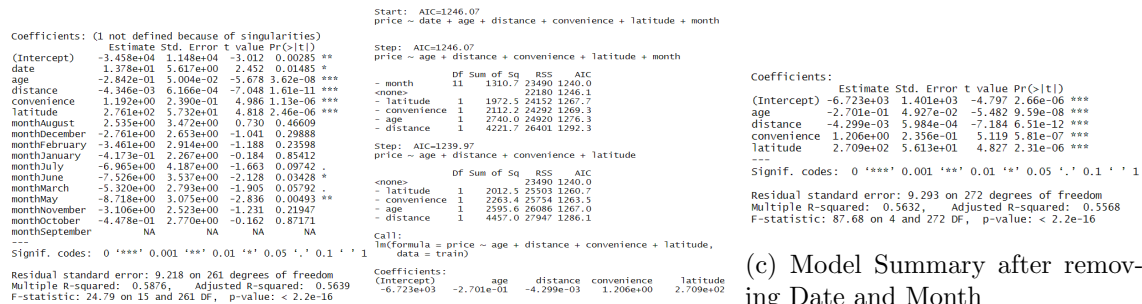 Coefficients: (1 not defined because of singularities)
Estimate Std. Error t value Pr(>|t|)
(Intercept) -3.458e+04 1.148e+04 -3.012 0.00285 **
date 1.378e+01 5.617e+00 2.452 0.01485 *
age -2.842e-01 5.004e-02 -5.678 3.62e-08 ***
distance -4.346e-03 6.166e-04 -7.048 1.61e-11 ***
convenience 1.192e+00 2.390e-01 4.986 1.13e-06 ***
latitude 2.761e+02 5.732e+01 4.818 2.46e-06 ***
monthAugust 2.535e+00 3.472e+00 0.730 0.46609
monthDecember -2.761e+00 2.653e+00 -1.041 0.29888
monthFebruary -3.461e+00 2.914e+00 -1.188 0.23598
monthJanuary -4.173e-01 2.267e+00 -0.184 0.85412
monthJuly -6.965e+00 4.187e+00 -1.663 0.09742 .
monthJune -7.526e+00 3.537e+00 -2.128 0.03428 *
monthMarch -5.320e+00 2.793e+00 -1.905 0.05792 .
monthMay -8.718e+00 3.075e+00 -2.836 0.00493 **
monthNovember -3.106e+00 2.523e+00 -1.231 0.21947
monthOctober -4.478e-01 2.770e+00 -0.162 0.87171
monthSeptember NA NA NA NA
---
Signif. codes: 0 ‘***’ 0.001 ‘**’ 0.01 ‘*’ 0.05 ‘.’ 0.1 ‘ ’ 1
Residual standard error: 9.218 on 261 degrees of freedom
Multiple R-squared: 0.5876, Adjusted R-squared: 0.5639
F-statistic: 24.79 on 15 and 261 DF, p-value: < 2.2e-16
Start: AIC=1246.07
price ~ date + age + distance + convenience + latitude + month
Step: AIC=1246.07
price ~ age + distance + convenience + latitude + month
Df Sum of Sq RSS AIC
- month 11 1310.7 23490 1240.0
<none> 22180 1246.1
- latitude 1 1972.5 24152 1267.7
- convenience 1 2112.2 24292 1269.3
- age 1 2740.0 24920 1276.3
- distance 1 4221.7 26401 1292.3
Step: AIC=1239.97
price ~ age + distance + convenience + latitude
Df Sum of Sq RSS AIC
<none> 23490 1240.0
- latitude 1 2012.5 25503 1260.7
- convenience 1 2263.4 25754 1263.5
- age 1 2595.6 26086 1267.0
- distance 1 4457.0 27947 1286.1
Call:
lm(formula = price ~ age + distance + convenience + latitude,
data = train)
Coefficients:
(Intercept) age distance convenience latitude
-6.723e+03 -2.701e-01 -4.299e-03 1.206e+00 2.709e+02
Coefficients:
Estimate Std. Error t value Pr(>|t|)
(Intercept) -6.723e+03 1.401e+03 -4.797 2.66e-06 ***
age -2.701e-01 4.927e-02 -5.482 9.59e-08 ***
distance -4.299e-03 5.984e-04 -7.184 6.51e-12 ***
convenience 1.206e+00 2.356e-01 5.119 5.81e-07 ***
latitude 2.709e+02 5.613e+01 4.827 2.31e-06 ***
---
Signif. codes: 0 ‘***’ 0.001 ‘**’ 0.01 ‘*’ 0.05 ‘.’ 0.1 ‘ ’ 1
Residual standard error: 9.293 on 272 degrees of freedom
Multiple R-squared: 0.5632, Adjusted R-squared: 0.5568
F-statistic: 87.68 on 4 and 272 DF, p-value: < 2.2e-16
(c) Model Summary after remov-
ing Date and Month